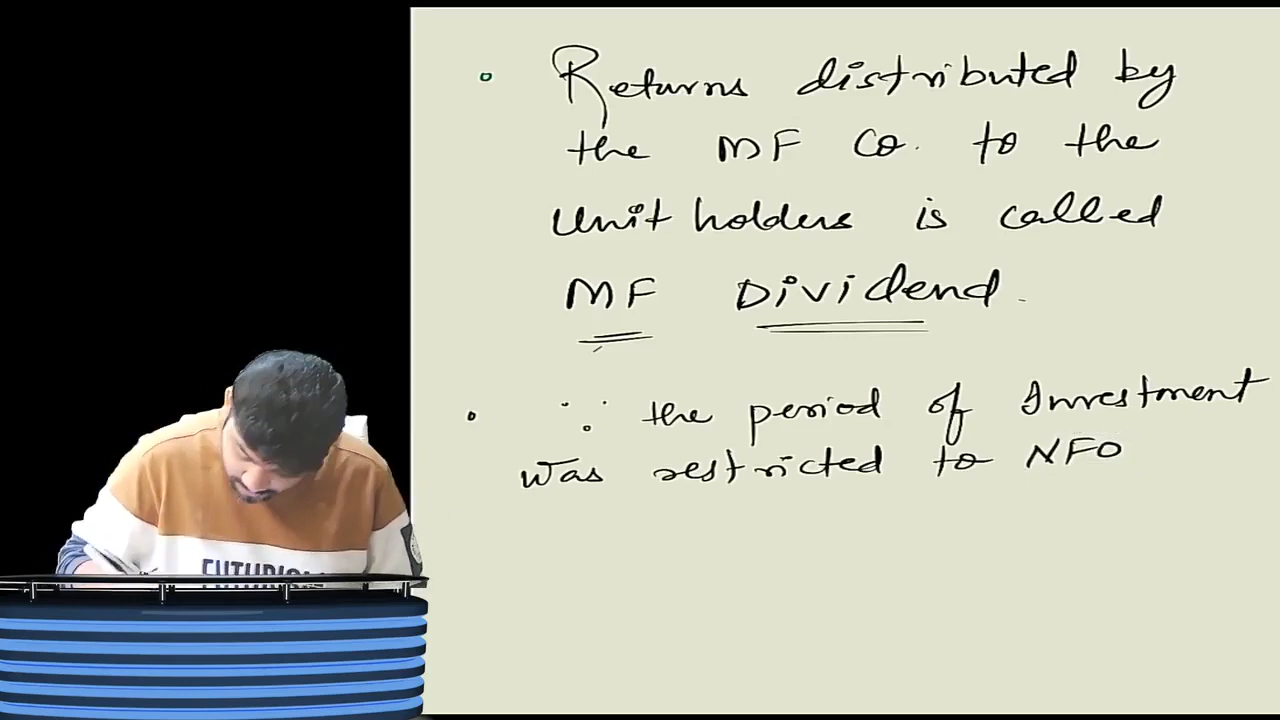 Returns distributed by
the MF Co. to the
Unit holders is called
MF Dividend.
∵ the period of Investment
was restricted to NFO